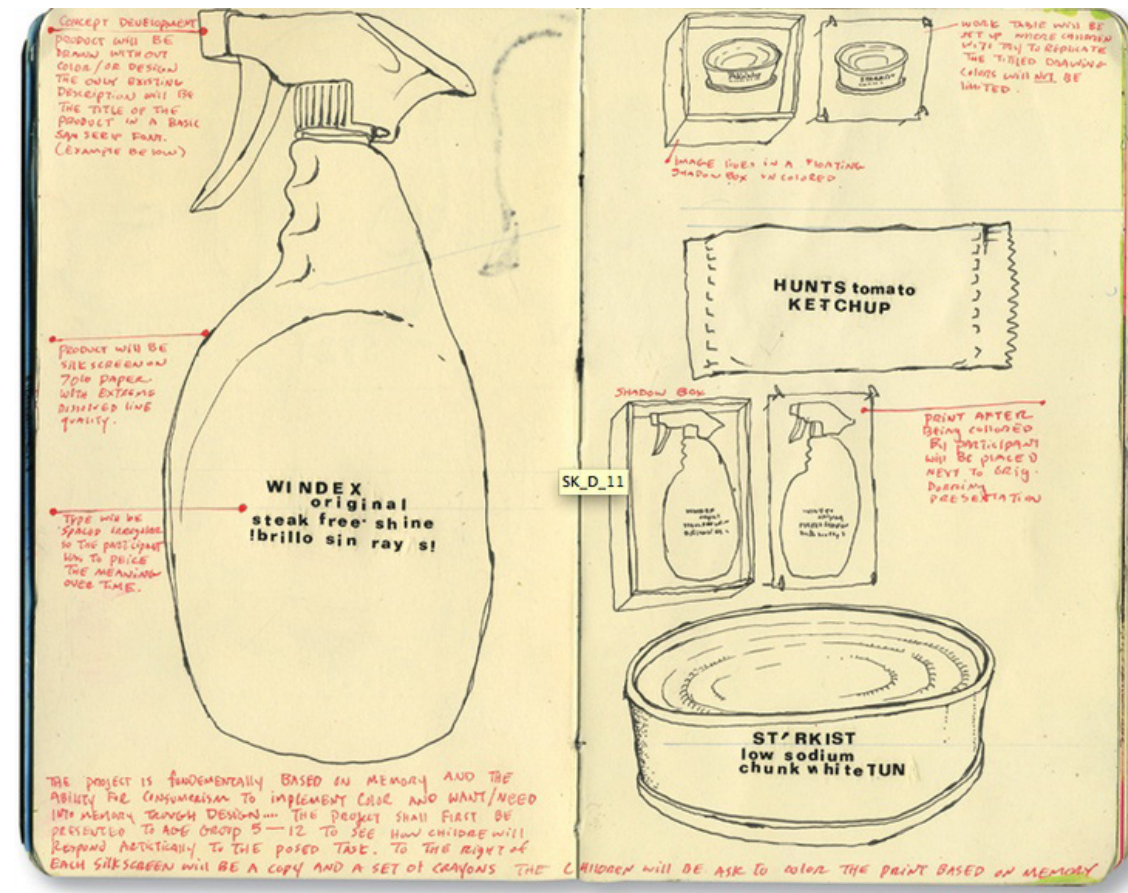 CONCEPT DEVELOPMENT
PRODUCT WILL BE
DRAWN WITHOUT
COLOR/OR DESIGN
THE ONLY EXISTING
DESCRIPTION WILL BE
THE TITLE OF THE
PRODUCT IN A BASIC
SAN SERIF FONT.
(EXAMPLE BELOW)
PRODUCT WILL BE
SILKSCREEN ON
70lb PAPER
WITH EXTREME
LINE
QUALITY.
WINDEX
original
steak free shine
!brillo sin ray s!
TYPE WILL BE
SPACED IRREGULAR
SO THE PARTICIPANT
HAS TO PEICE
THE MEANING
OVER TIME.
THE PROJECT IS FUNDEMENTALLY BASED ON MEMORY AND THE
ABILITY FOR CONSUMERISM TO IMPLEMENT COLOR AND WANT/NEED
INTO MEMORY TROUGH DESIGN.... THE PROJECT SHALL FIRST BE
PRESENTED TO AGE GROUP 5—12 TO SEE HOW CHILDRE WILL
RESPOND ARTISTICALLY TO THE POSED TASK. TO THE RIGHT OF
EACH SILKSCREEN WILL BE A COPY AND A SET OF CRAYONS THE CHILDREN WILL BE ASK TO COLOR THE PRINT BASED ON MEMORY
WORK TABLE WILL BE
SET UP WHERE CHILDREN
WILL TRY TO REPLICATE
THE TITLED DRAWING
COLORS WILL NOT BE
LIMITED.
IMAGE GOES IN A FLOATING
SHADOW BOX UNCOLORED
HUNTS tomato
KETCHUP
SHADOW BOX
PRINT AFTER
BEING COLLORED
BY PARTICIPANT
WILL BE PLACED
NEXT TO ORIG.
DURRING
PRESENTATION
SK_D_11
ST RKIST
low sodium
chunk white TUN